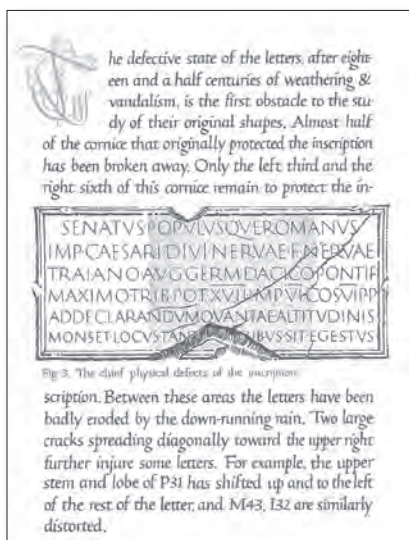 The defective state of the letters, after eight-
een and a half centuries of weathering &
vandalism, is the first obstacle to the stu-
dy of their original shapes. Almost half
of the cornice that originally protected the inscription
has been broken away. Only the left third and the
right sixth of this cornice remain to protect the in-
SENATVSPOPVLVSQVEROMANVS
IMPCAESARIDIVINERVAEFNERVAE
TRAIANOAVGGERMDACICOPONTIF
MAXIMOTRIBPOTXVIIIMPVICOSVIPP
ADDECLARANDVMQVANTAEALTITVDINIS
MONSETLOCVSTAN IBVSSITEGESTVS
Fig 3. The chief physical defects of the inscription
scription. Between these areas the letters have been
badly eroded by the down-running rain. Two large
cracks spreading diagonally toward the upper right
further injure some letters. For example, the upper
stem and lobe of P31 has shifted up and to the left
of the rest of the letter, and M43, I32 are similarly
distorted.